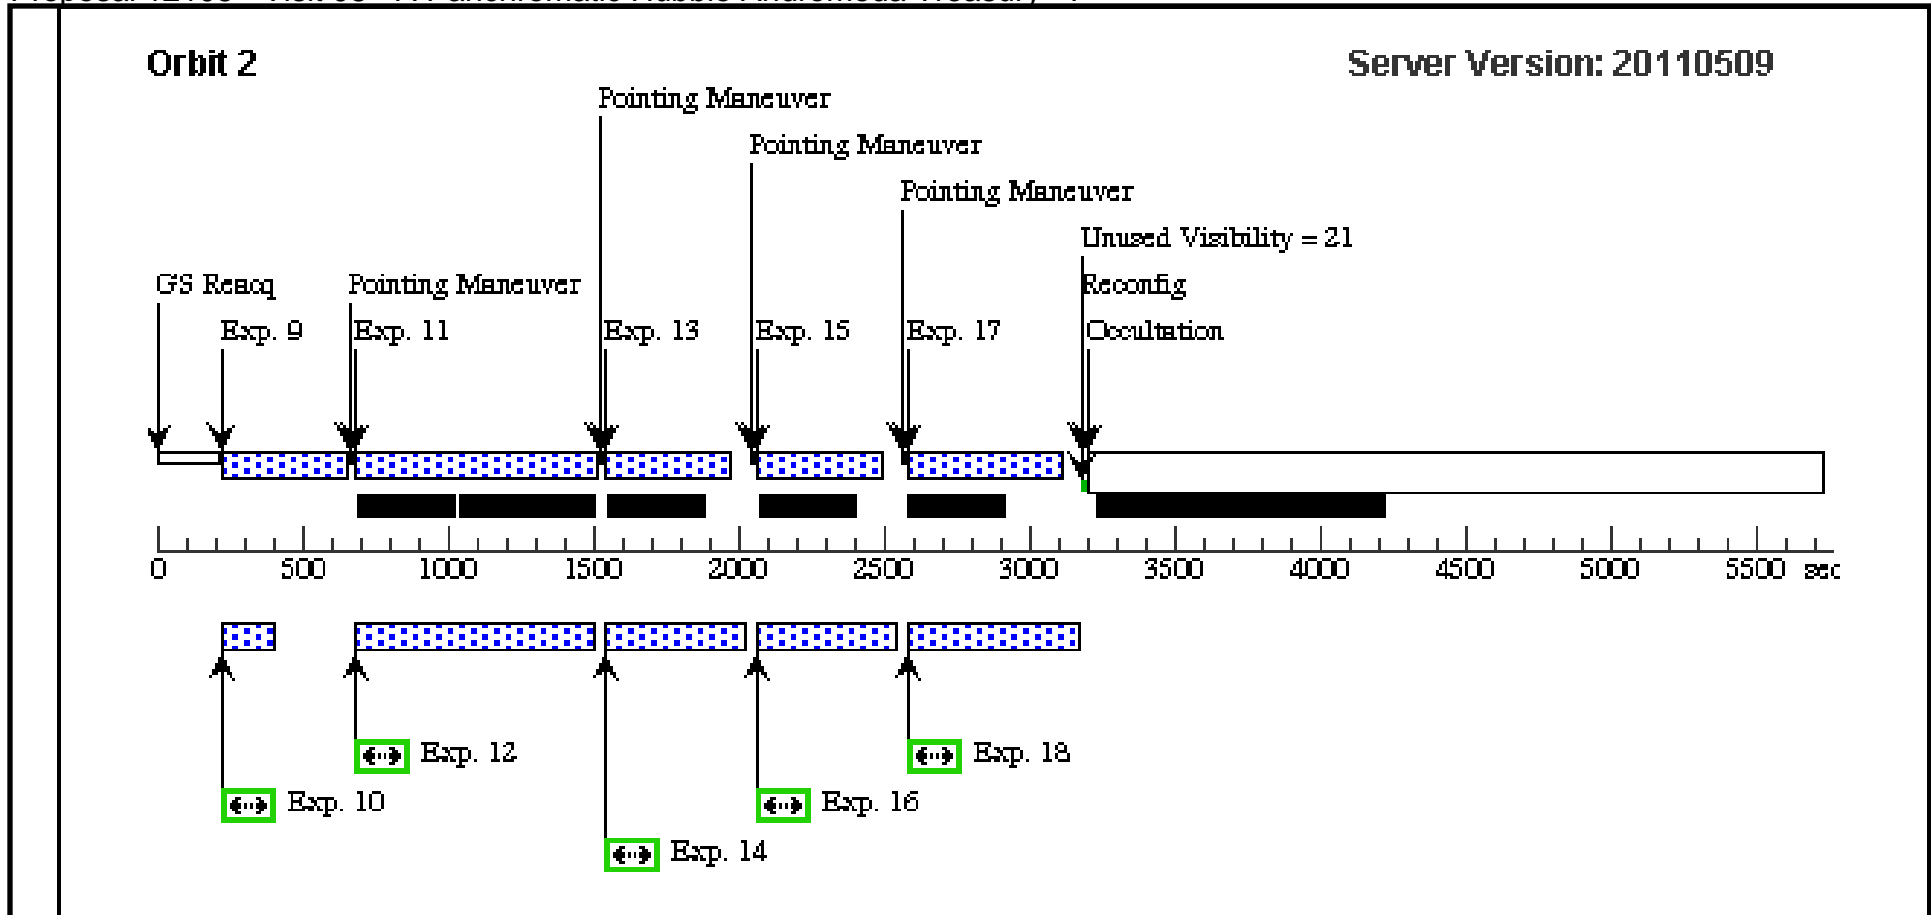 Orbit 2
Server Version: 20110509
Pointing Maneuver
Pointing Maneuver
Pointing Maneuver
Unused Visibility = 21
GS Reacq
Pointing Maneuver
Reconfig
Exp. 9
Exp. 11
Exp. 13
Exp. 15
Exp. 17
Occultation
0 500 1000 1500 2000 2500 3000 3500 4000 4500 5000 5500 sec
Exp. 12
Exp. 18
Exp. 10
Exp. 16
Exp. 14